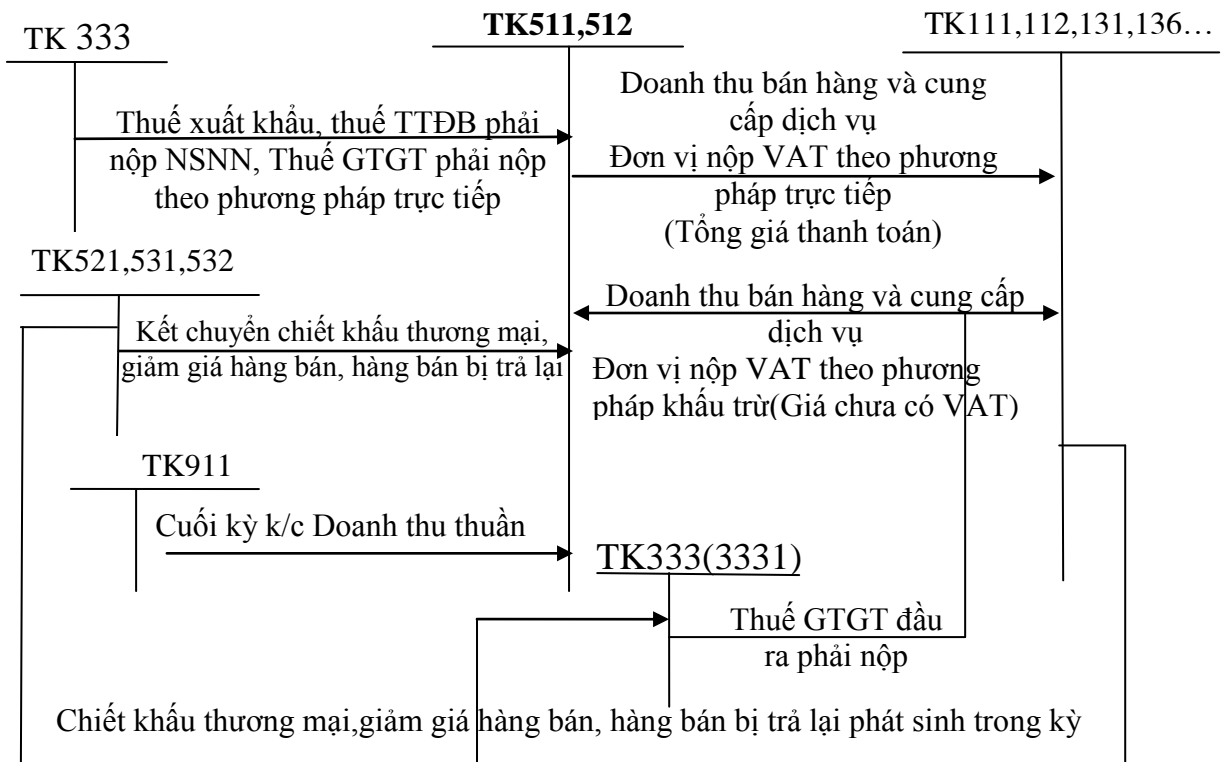 TK 333
TK511,512
TK111,112,131,136…
Thuế xuất khẩu, thuế TTĐB phải
nộp NSNN, Thuế GTGT phải nộp
theo phương pháp trực tiếp
Doanh thu bán hàng và cung
cấp dịch vụ
Đơn vị nộp VAT theo phương
pháp trực tiếp
(Tổng giá thanh toán)
TK521,531,532
Kết chuyển chiết khấu thương mại,
giảm giá hàng bán, hàng bán bị trả lại
Doanh thu bán hàng và cung cấp
dịch vụ
Đơn vị nộp VAT theo phương
pháp khấu trừ(Giá chưa có VAT)
TK911
Cuối kỳ k/c Doanh thu thuần
TK333(3331)
Thuế GTGT đầu
ra phải nộp
Chiết khấu thương mại,giảm giá hàng bán, hàng bán bị trả lại phát sinh trong kỳ